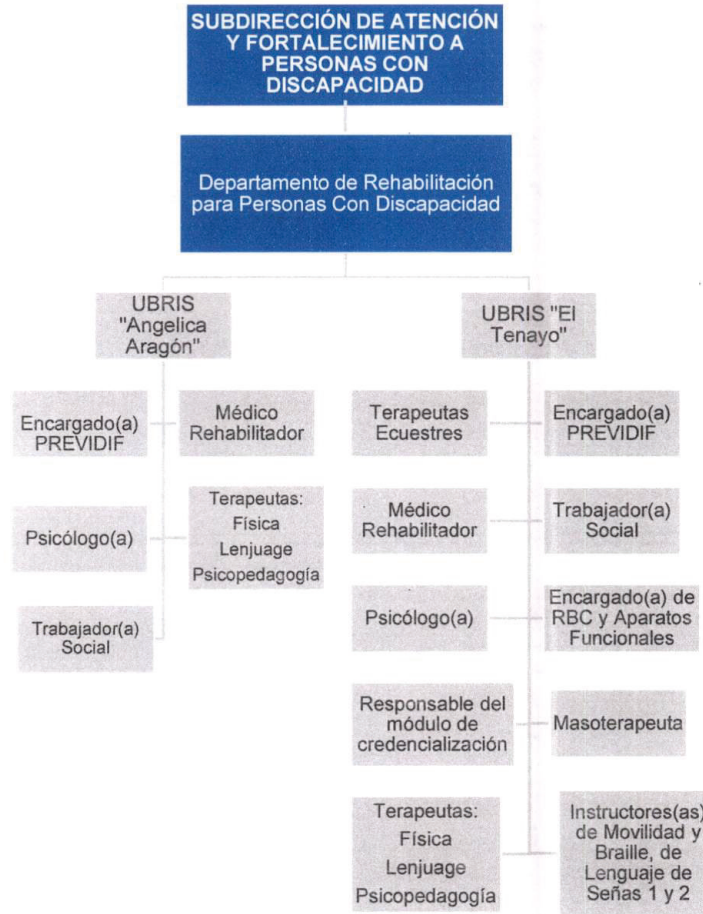 SUBDIRECCIÓN DE ATENCIÓN
Y FORTALECIMIENTO A
PERSONAS CON
DISCAPACIDAD
Departamento de Rehabilitación
para Personas Con Discapacidad
UBRIS
"Angelica
Aragón"
Encargado(a)
PREVIDIF
Médico
Rehabilitador
Psicólogo(a)
Terapeutas:
Física
Lenjuage
Psicopedagogía
Trabajador(a)
Social
UBRIS "El
Tenayo"
Terapeutas
Ecuestres
Encargado(a)
PREVIDIF
Médico
Rehabilitador
Trabajador(a)
Social
Psicólogo(a)
Encargado(a) de
RBC y Aparatos
Funcionales
Responsable del
módulo de
credencialización
Masoterapeuta
Terapeutas:
Física
Lenjuage
Psicopedagogía
Instructores(as)
de Movilidad y
Braille, de
Lenguaje de
Señas 1 y 2